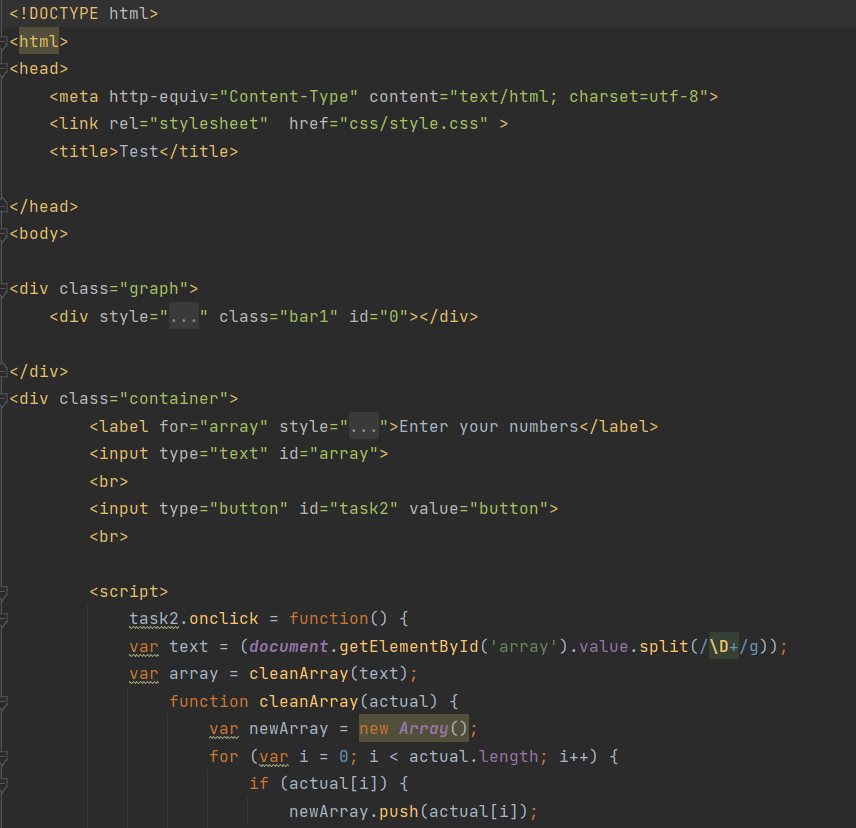 <!DOCTYPE html>
<html>
<head>
    <meta http-equiv="Content-Type" content="text/html; charset=utf-8">
    <link rel="stylesheet"  href="css/style.css" >
    <title>Test</title>
</head>
<body>
<div class="graph">
    <div style="..." class="bar1" id="0"></div>
</div>
<div class="container">
        <label for="array" style="...">Enter your numbers</label>
        <input type="text" id="array">
        <br>
        <input type="button" id="task2" value="button">
        <br>
        <script>
            task2.onclick = function() {
            var text = (document.getElementById('array').value.split(/\D+/g));
            var array = cleanArray(text);
                function cleanArray(actual) {
                    var newArray = new Array();
                    for (var i = 0; i < actual.length; i++) {
                        if (actual[i]) {
                            newArray.push(actual[i]);